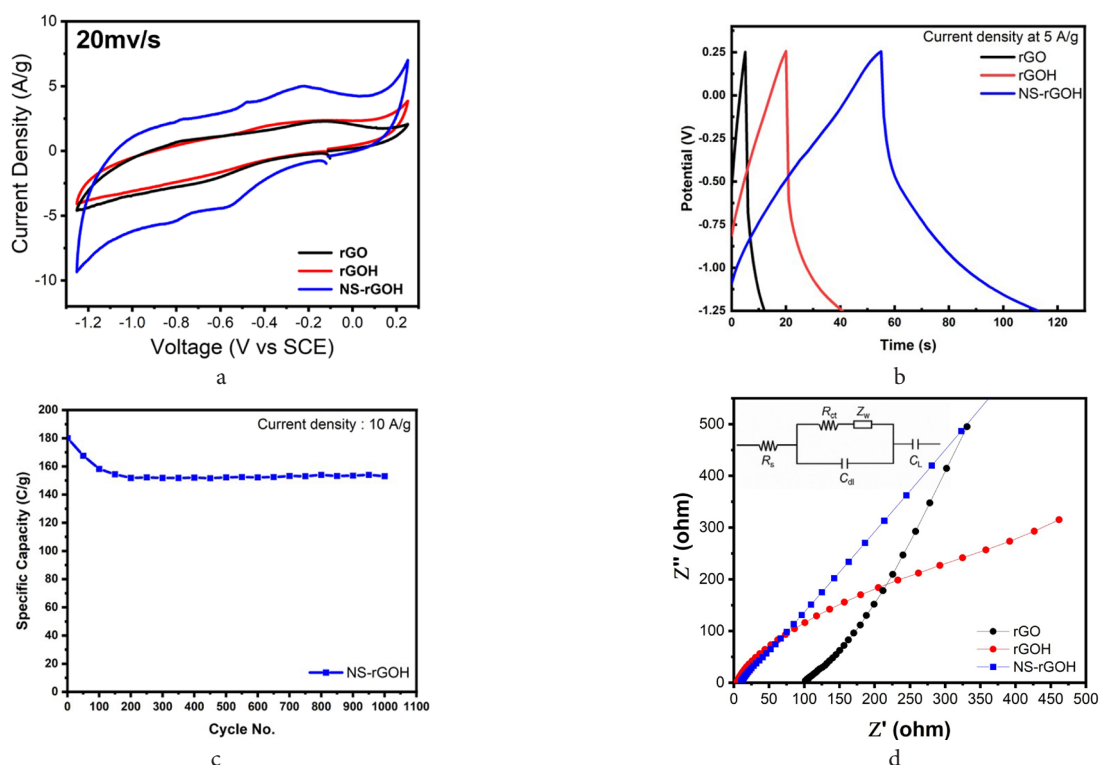 20mv/s
10
5
0
-5
-10
Current Density (A/g)
rGO
rGOH
NS-rGOH
-1.2 -1.0 -0.8 -0.6 -0.4 -0.2 0.0 0.2
Voltage (V vs SCE)
a
Current density at 5 A/g
rGO
rGOH
NS-rGOH
0.25
0.00
-0.25
-0.50
-0.75
-1.00
-1.25
Potential (V)
0 20 40 60 80 100 120
Time (s)
b
200
180
160
140
120
100
80
60
40
20
0
Specific Capacity (C/g)
Current density : 10 A/g
NS-rGOH
0 100 200 300 400 500 600 700 800 900 1000 1100
Cycle No.
c
500
400
300
200
100
0
Z'' (ohm)
Rct Zw
Rs
Cdl
CL
rGO
rGOH
NS-rGOH
0 50 100 150 200 250 300 350 400 450 500
Z' (ohm)
d